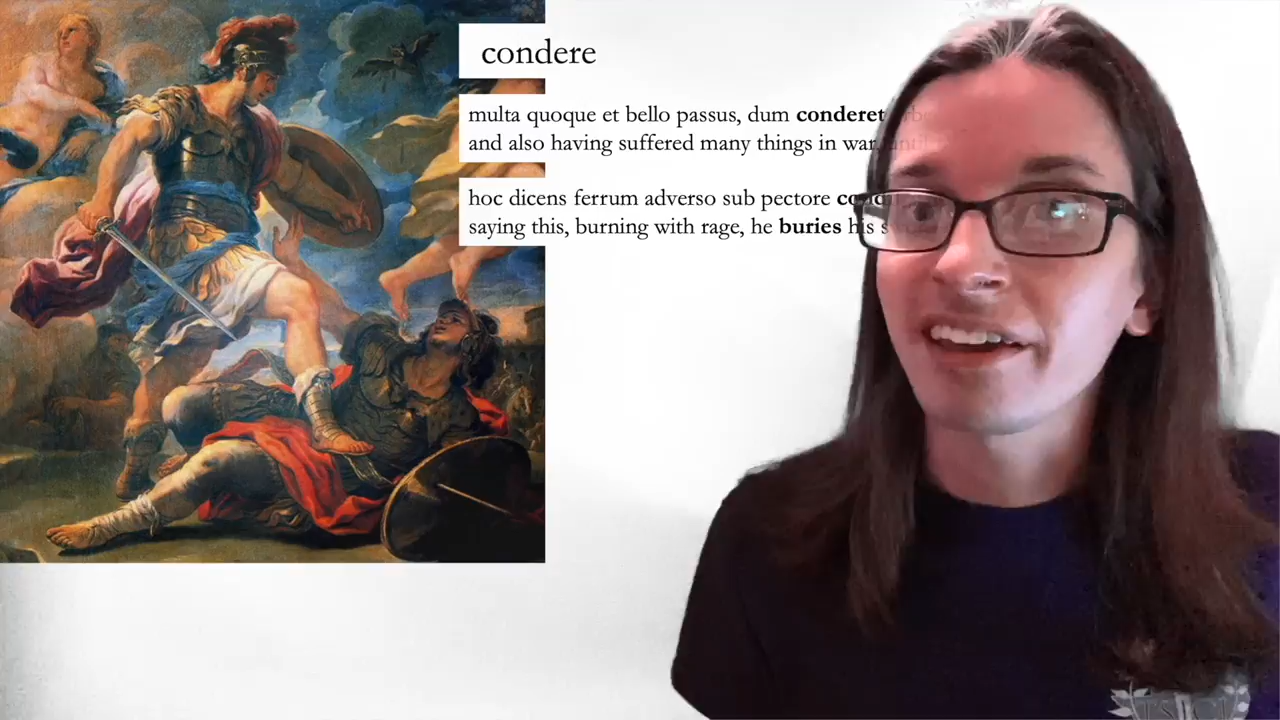 condere
multa quoque et bello passus, dum conderet
and also having suffered many things in war,
hoc dicens ferrum adverso sub pectore
saying this, burning with rage, he buries his